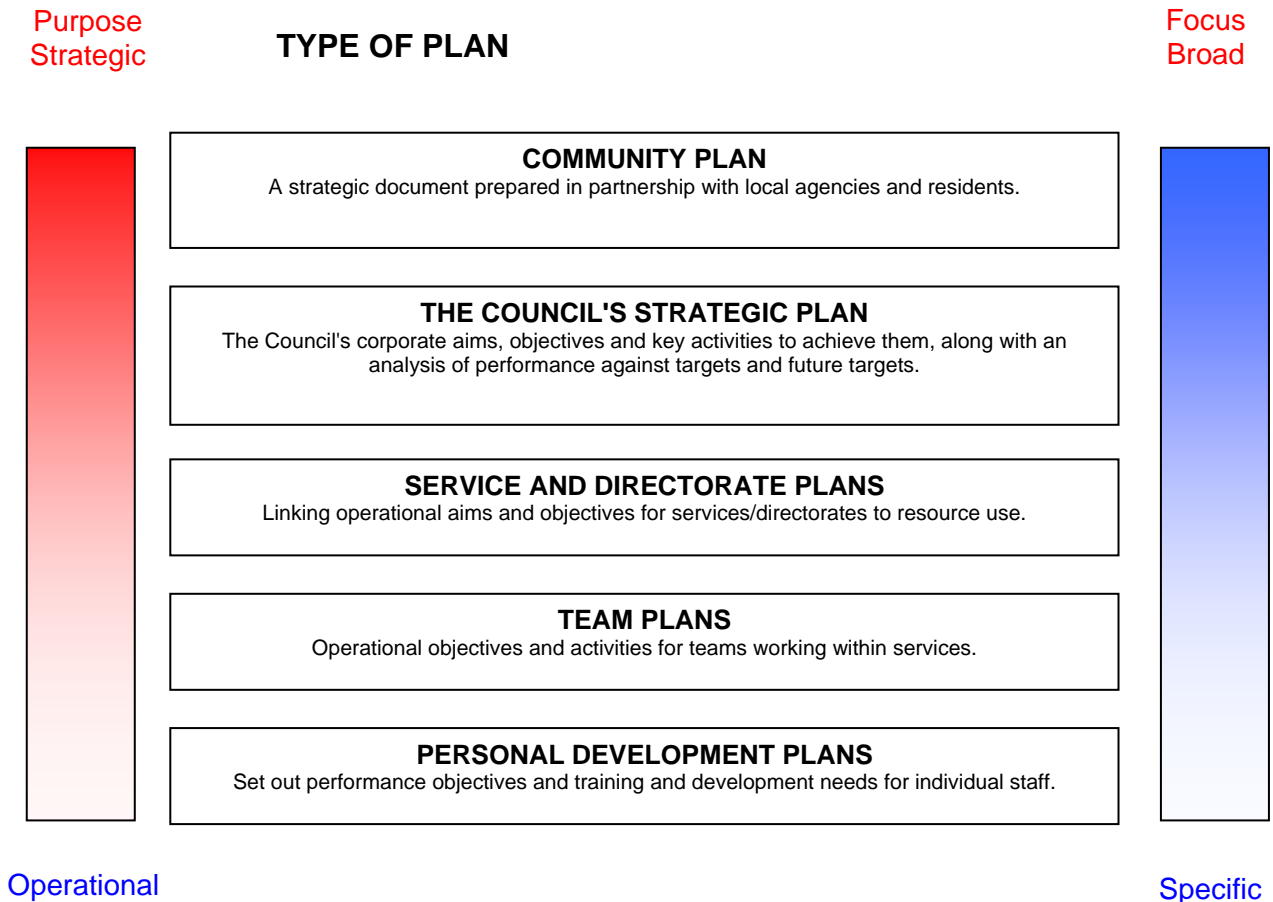 Purpose
Strategic
TYPE OF PLAN
Focus
Broad
COMMUNITY PLAN
A strategic document prepared in partnership with local agencies and residents.
THE COUNCIL'S STRATEGIC PLAN
The Council's corporate aims, objectives and key activities to achieve them, along with an
analysis of performance against targets and future targets.
SERVICE AND DIRECTORATE PLANS
Linking operational aims and objectives for services/directorates to resource use.
TEAM PLANS
Operational objectives and activities for teams working within services.
PERSONAL DEVELOPMENT PLANS
Set out performance objectives and training and development needs for individual staff.
Operational
Specific